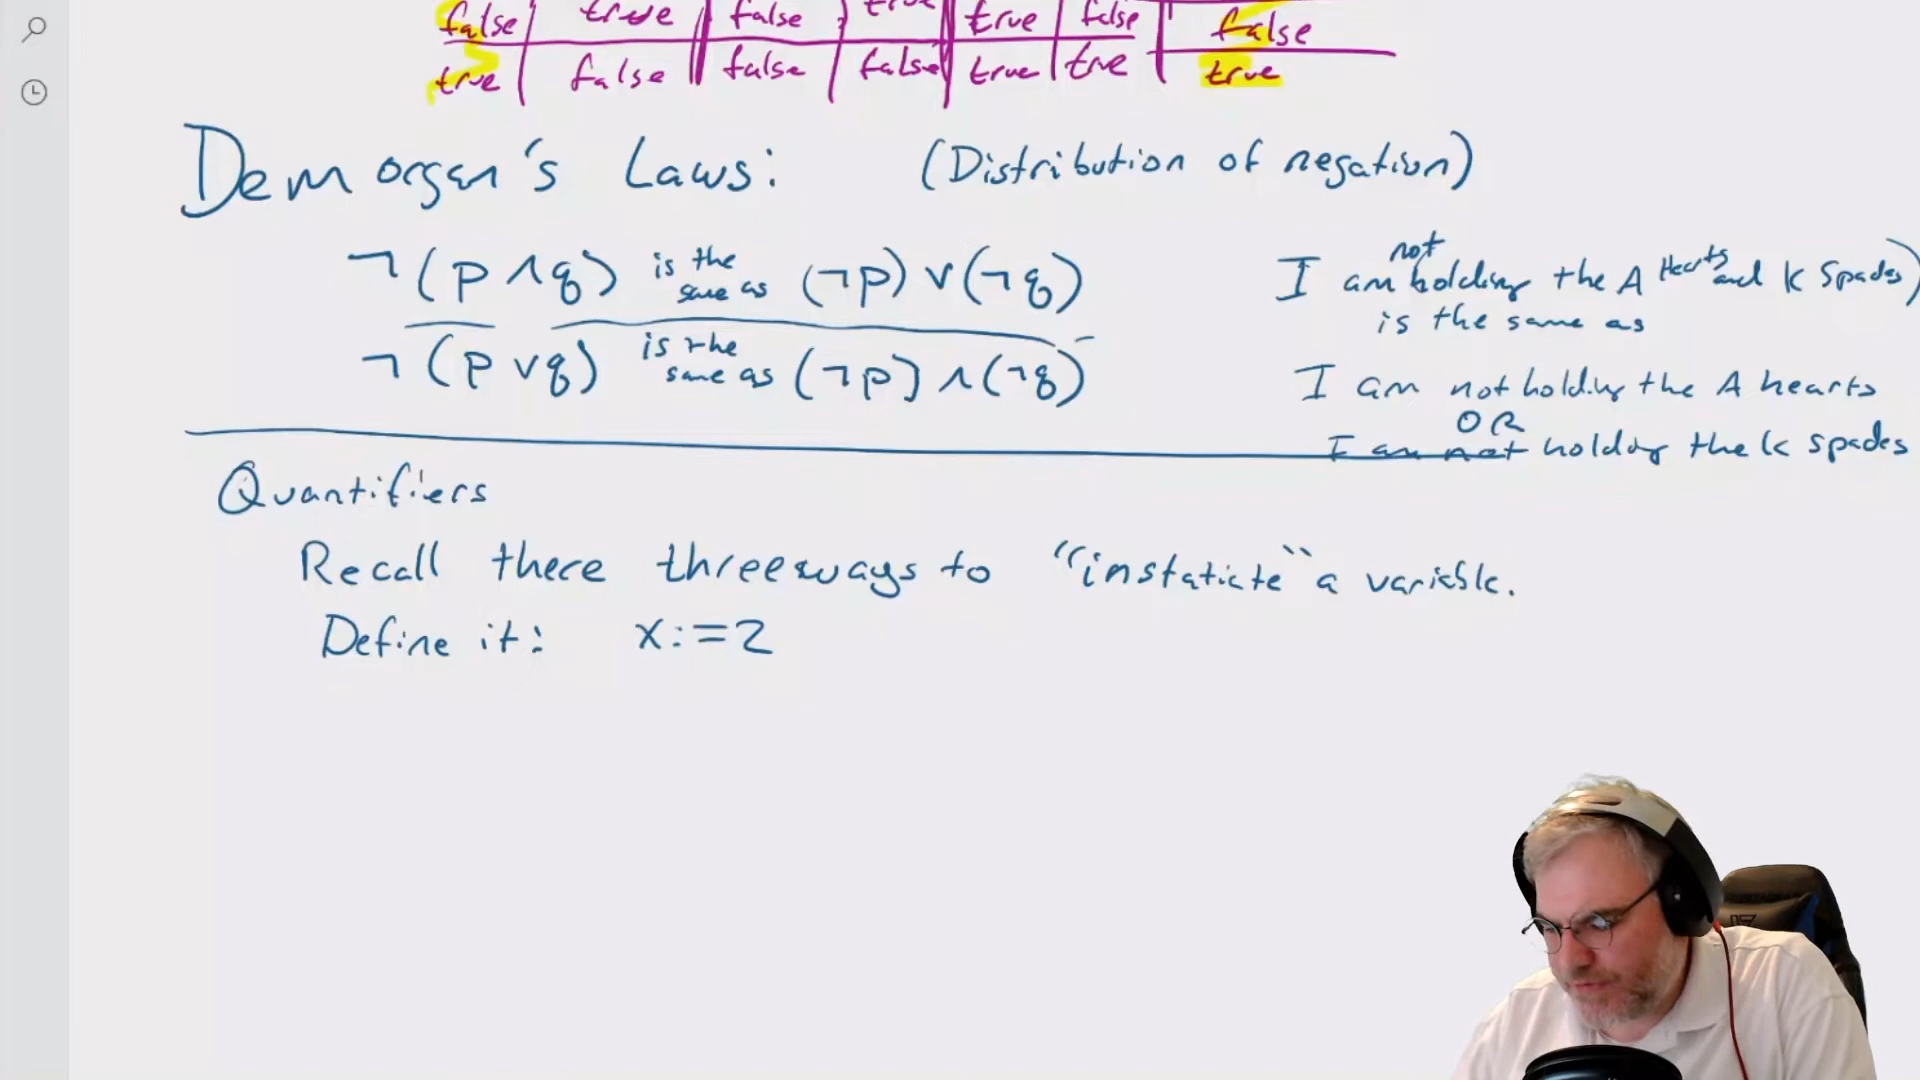 false true false true true false false
true false false false true true true
Demorgan's Laws: (Distribution of negation)
¬(p ∧ q) is the same as (¬p) ∨ (¬q)
¬(p ∨ q) is the same as (¬p) ∧ (¬q)
I am not holding the A Hearts and K Spades)
is the same as
I am not holding the A hearts
OR
I am not holding the K spades
Quantifiers
Recall there three ways to "instatiate" a variable.
Define it: x:=2